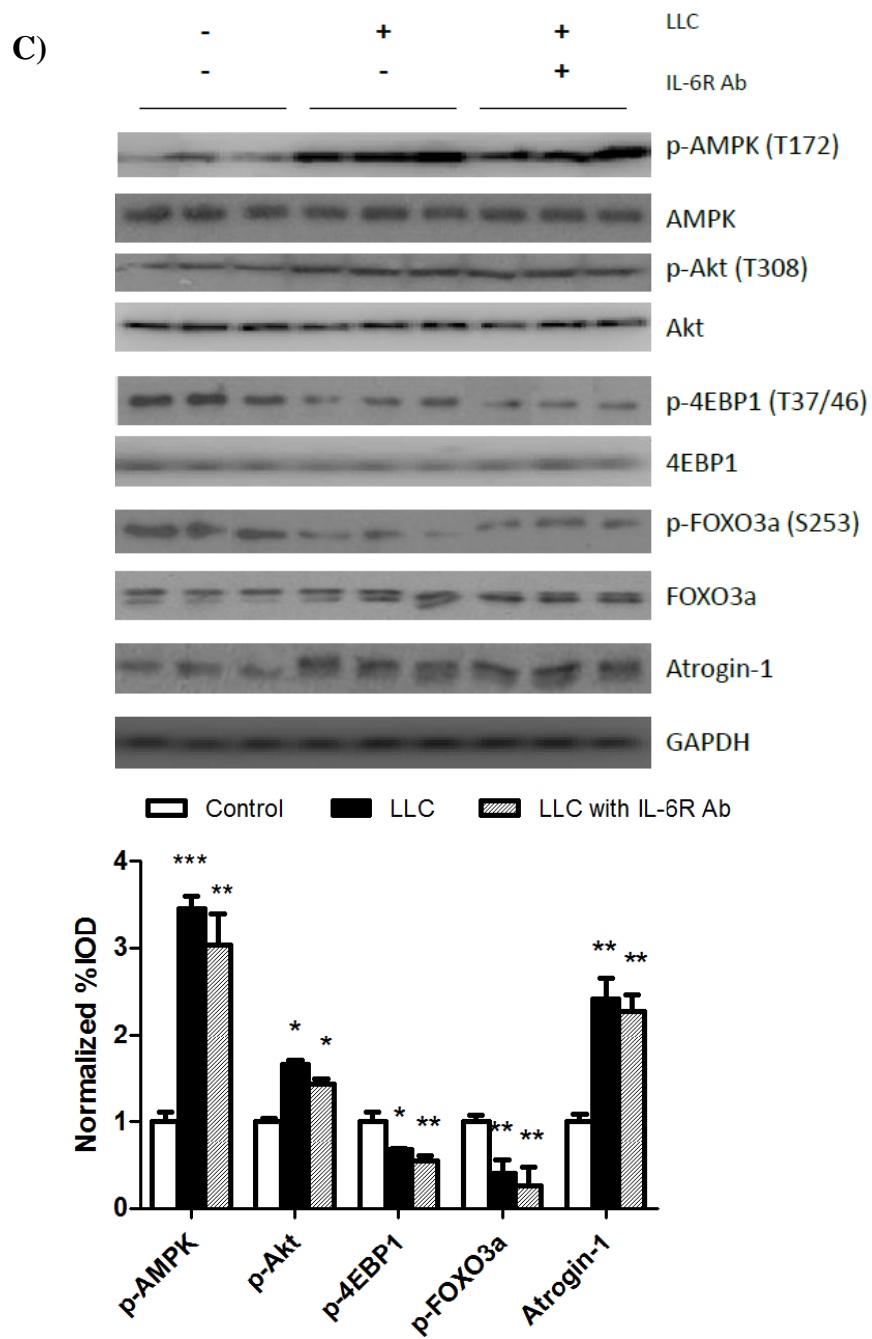 C)
- + + LLC
- - + IL-6R Ab
p-AMPK (T172)
AMPK
p-Akt (T308)
Akt
p-4EBP1 (T37/46)
4EBP1
p-FOXO3a (S253)
FOXO3a
Atrogin-1
GAPDH
Control LLC LLC with IL-6R Ab
Normalized %IOD
4
3
2
1
0
*** **
* *
* **
** **
** **
p-AMPK p-Akt p-4EBP1 p-FOXO3a Atrogin-1